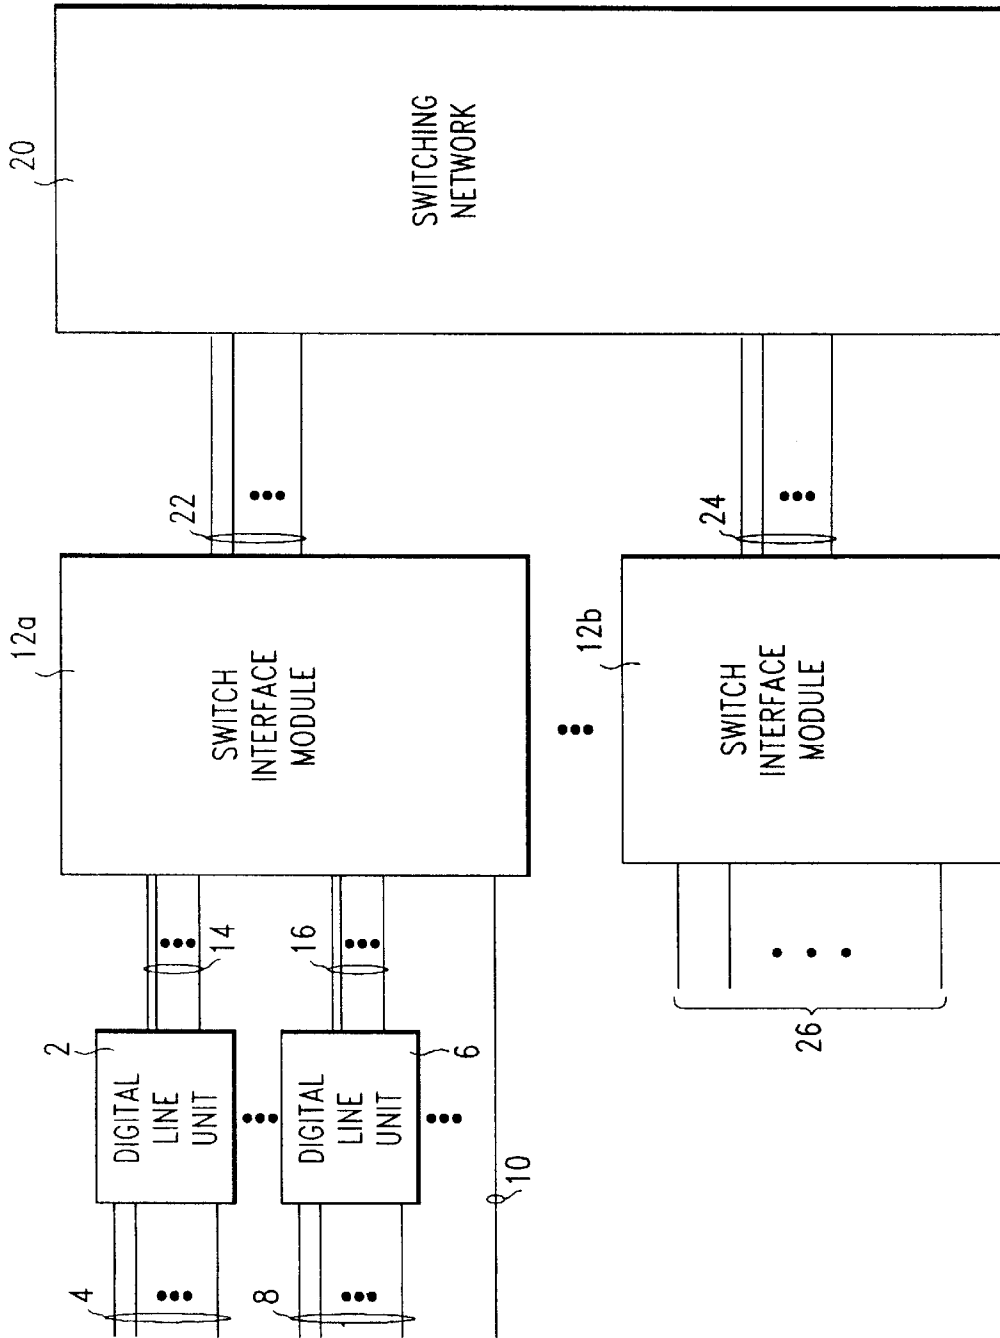 20
SWITCHING
NETWORK
22
24
12a
SWITCH
INTERFACE
MODULE
12b
SWITCH
INTERFACE
MODULE
14
16
26
2
DIGITAL
LINE
UNIT
6
DIGITAL
LINE
UNIT
10
4
8